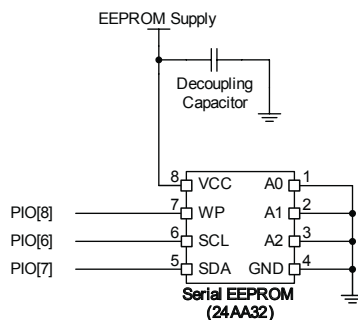 EEPROM Supply
Decoupling
Capacitor
8 VCC A0 1
PIO[8] 7 WP A1 2
PIO[6] 6 SCL A2 3
PIO[7] 5 SDA GND 4
Serial EEPROM
(24AA32)